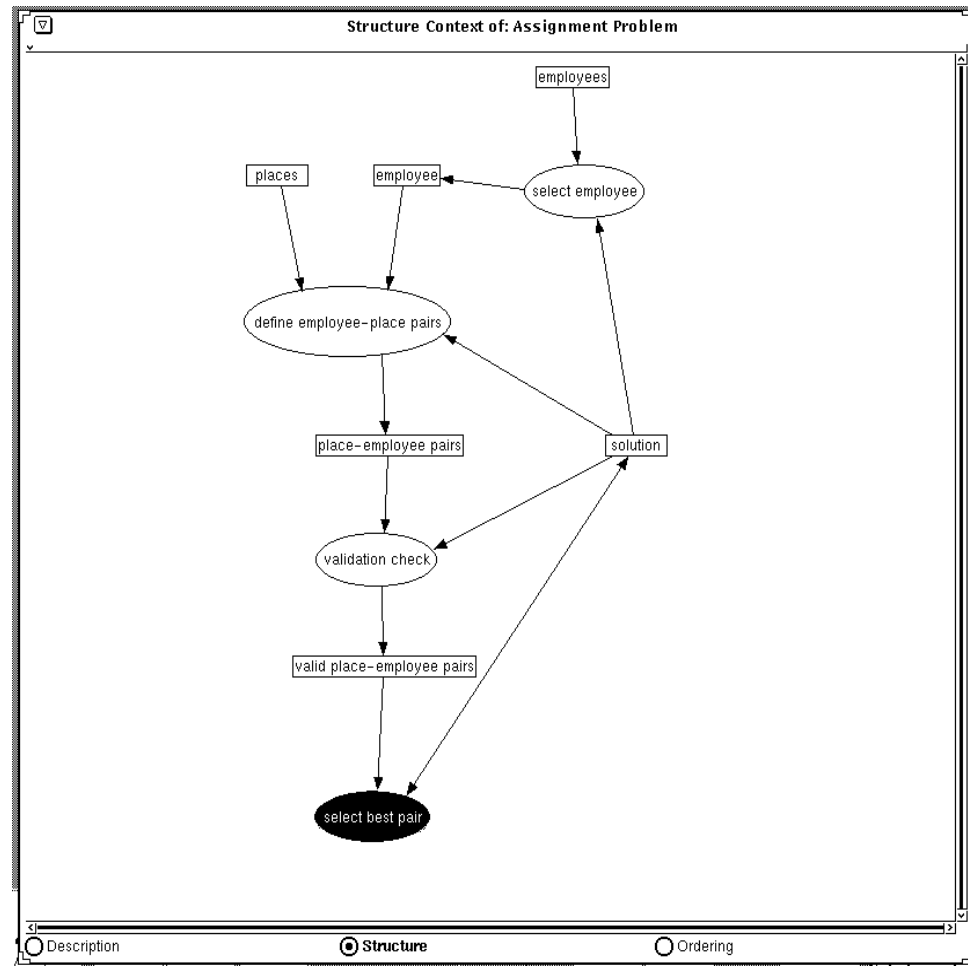 Structure Context of: Assignment Problem
employees
places
employee
select employee
define employee-place pairs
place-employee pairs
solution
validation check
valid place-employee pairs
select best pair
Description
Structure
Ordering